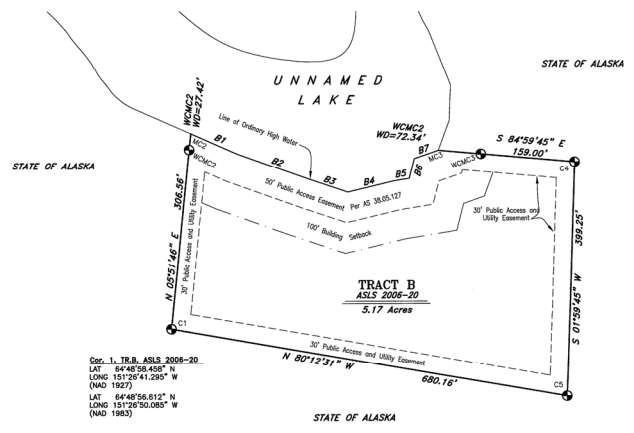 UNNAMED
LAKE
STATE OF ALASKA
WCMC2
WD=27.42'
Line of Ordinary High Water
WCMC2
WD=72.34'
S 84°59'45" E
159.00'
MC2
B1
B2
B3
B4
B5
B6
B7
MC3
WCMC3
C4
STATE OF ALASKA
WCMC2
50' Public Access Easement Per AS 38.05.127
30' Public Access and
Utility Easement
100' Building Setback
306.56'
N 05°51'46" E
30' Public Access and Utility Easement
399.25'
S 01°59'45" W
TRACT B
ASLS 2006-20
5.17 Acres
C1
30' Public Access and Utility Easement
N 80°12'31" W
680.16'
C5
Cor. 1, TR.B, ASLS 2006-20
LAT 64°48'58.458" N
LONG 151°26'41.295" W
(NAD 1927)
LAT 64°48'56.612" N
LONG 151°26'50.085" W
(NAD 1983)
STATE OF ALASKA